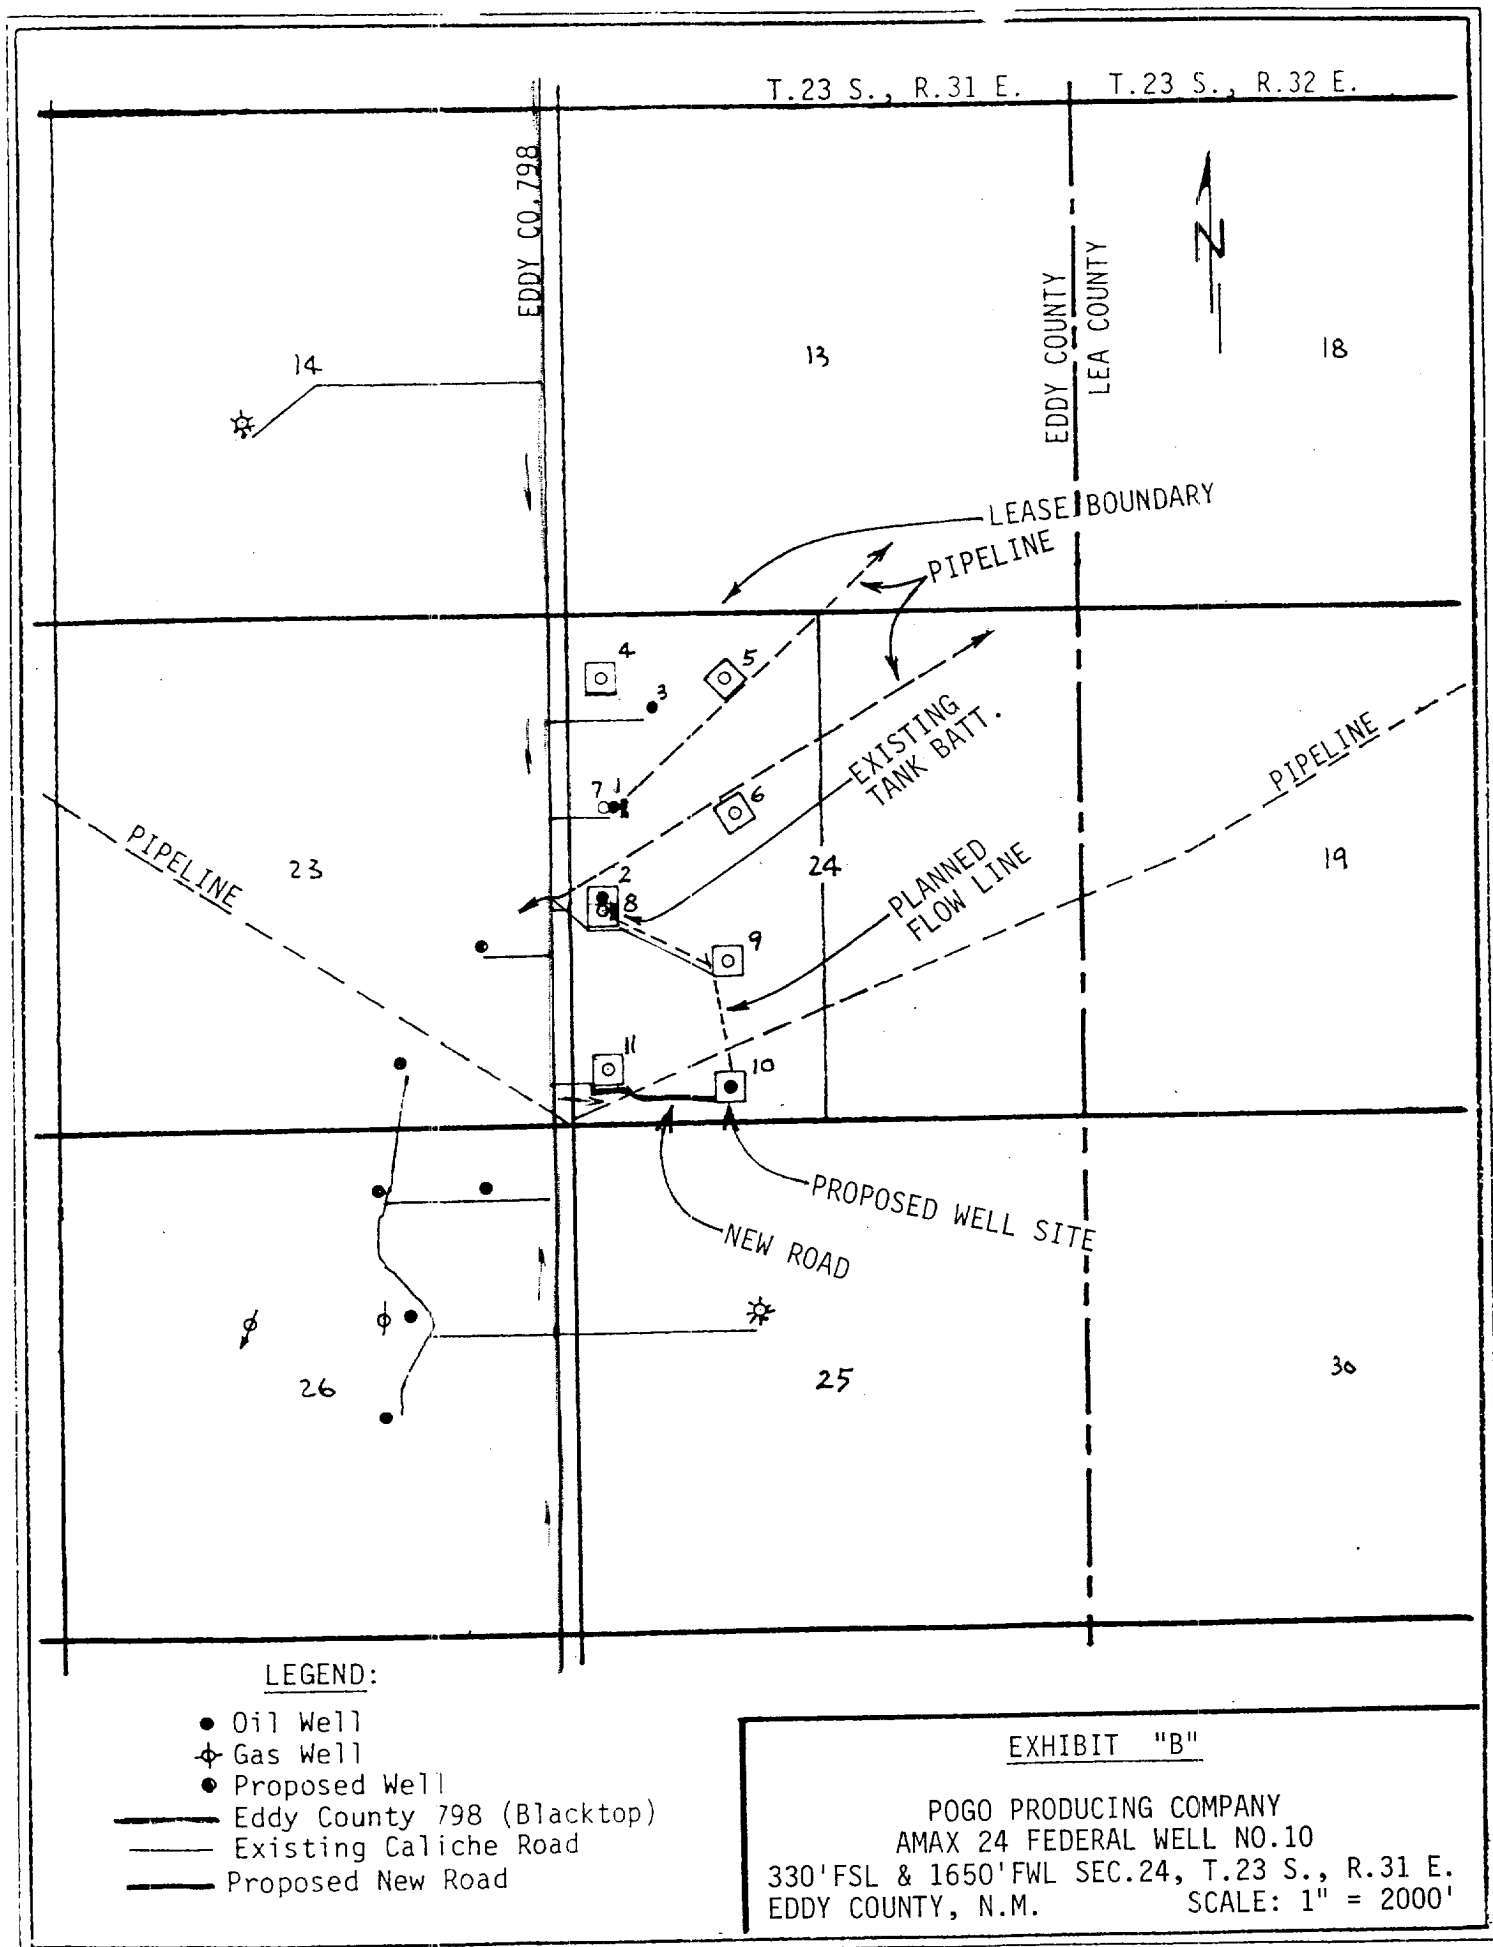 T.23 S., R.31 E.
T.23 S., R.32 E.
EDDY CO. 798
N
EDDY COUNTY
LEA COUNTY
14
13
18
LEASE BOUNDARY
PIPELINE
4
5
3
EXISTING
TANK BATT.
PIPELINE
7
1
6
PIPELINE
23
24
19
2
8
PLANNED
FLOW LINE
9
11
10
PROPOSED WELL SITE
NEW ROAD
26
25
30
LEGEND:
Oil Well
Gas Well
Proposed Well
Eddy County 798 (Blacktop)
Existing Caliche Road
Proposed New Road
EXHIBIT "B"
POGO PRODUCING COMPANY
AMAX 24 FEDERAL WELL NO.10
330'FSL & 1650'FWL SEC.24, T.23 S., R.31 E.
EDDY COUNTY, N.M. SCALE: 1" = 2000'